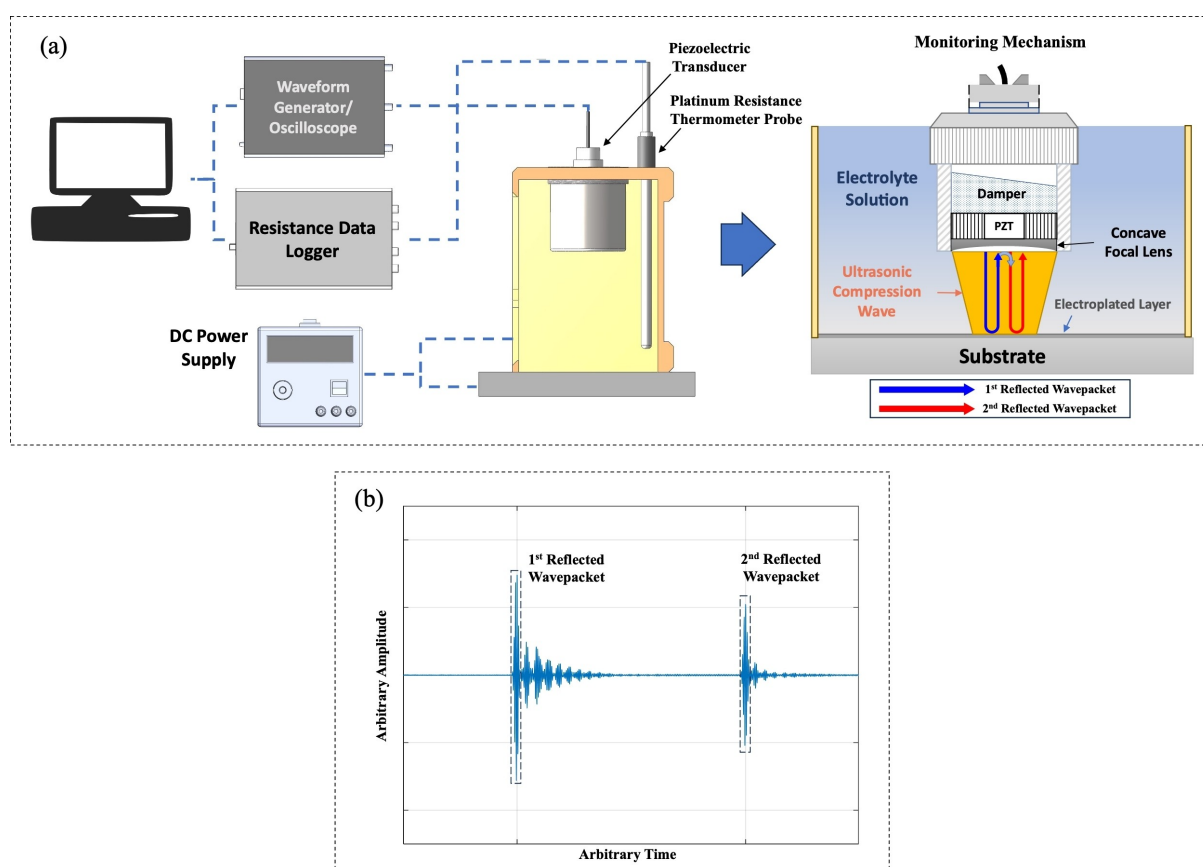 (a)
Waveform
Generator/
Oscilloscope
Resistance Data
Logger
DC Power
Supply
Piezoelectric
Transducer
Platinum Resistance
Thermometer Probe
Monitoring Mechanism
Electrolyte
Solution
Damper
PZT
Concave
Focal Lens
Ultrasonic
Compression
Wave
Electroplated Layer
Substrate
1st Reflected Wavepacket
2nd Reflected Wavepacket
(b)
1st Reflected
Wavepacket
2nd Reflected
Wavepacket
Arbitrary Amplitude
Arbitrary Time